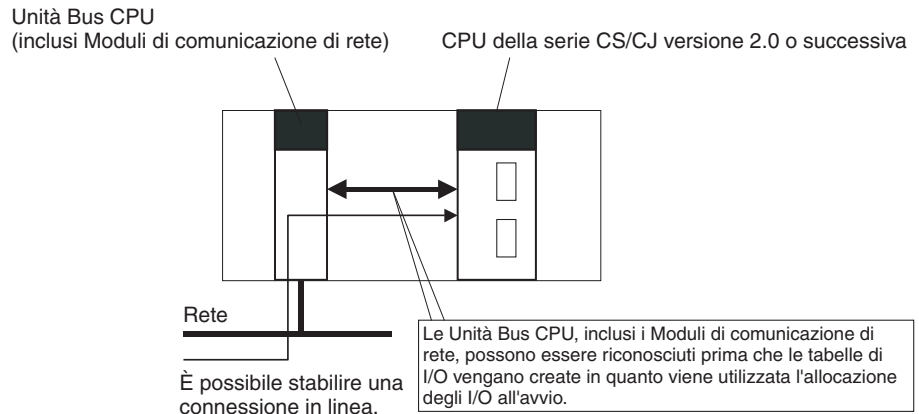 Unità Bus CPU
(inclusi Moduli di comunicazione di rete)
CPU della serie CS/CJ versione 2.0 o successiva
Rete
È possibile stabilire una
connessione in linea.
Le Unità Bus CPU, inclusi i Moduli di comunicazione di
rete, possono essere riconosciuti prima che le tabelle di
I/O vengano create in quanto viene utilizzata l'allocazione
degli I/O all'avvio.